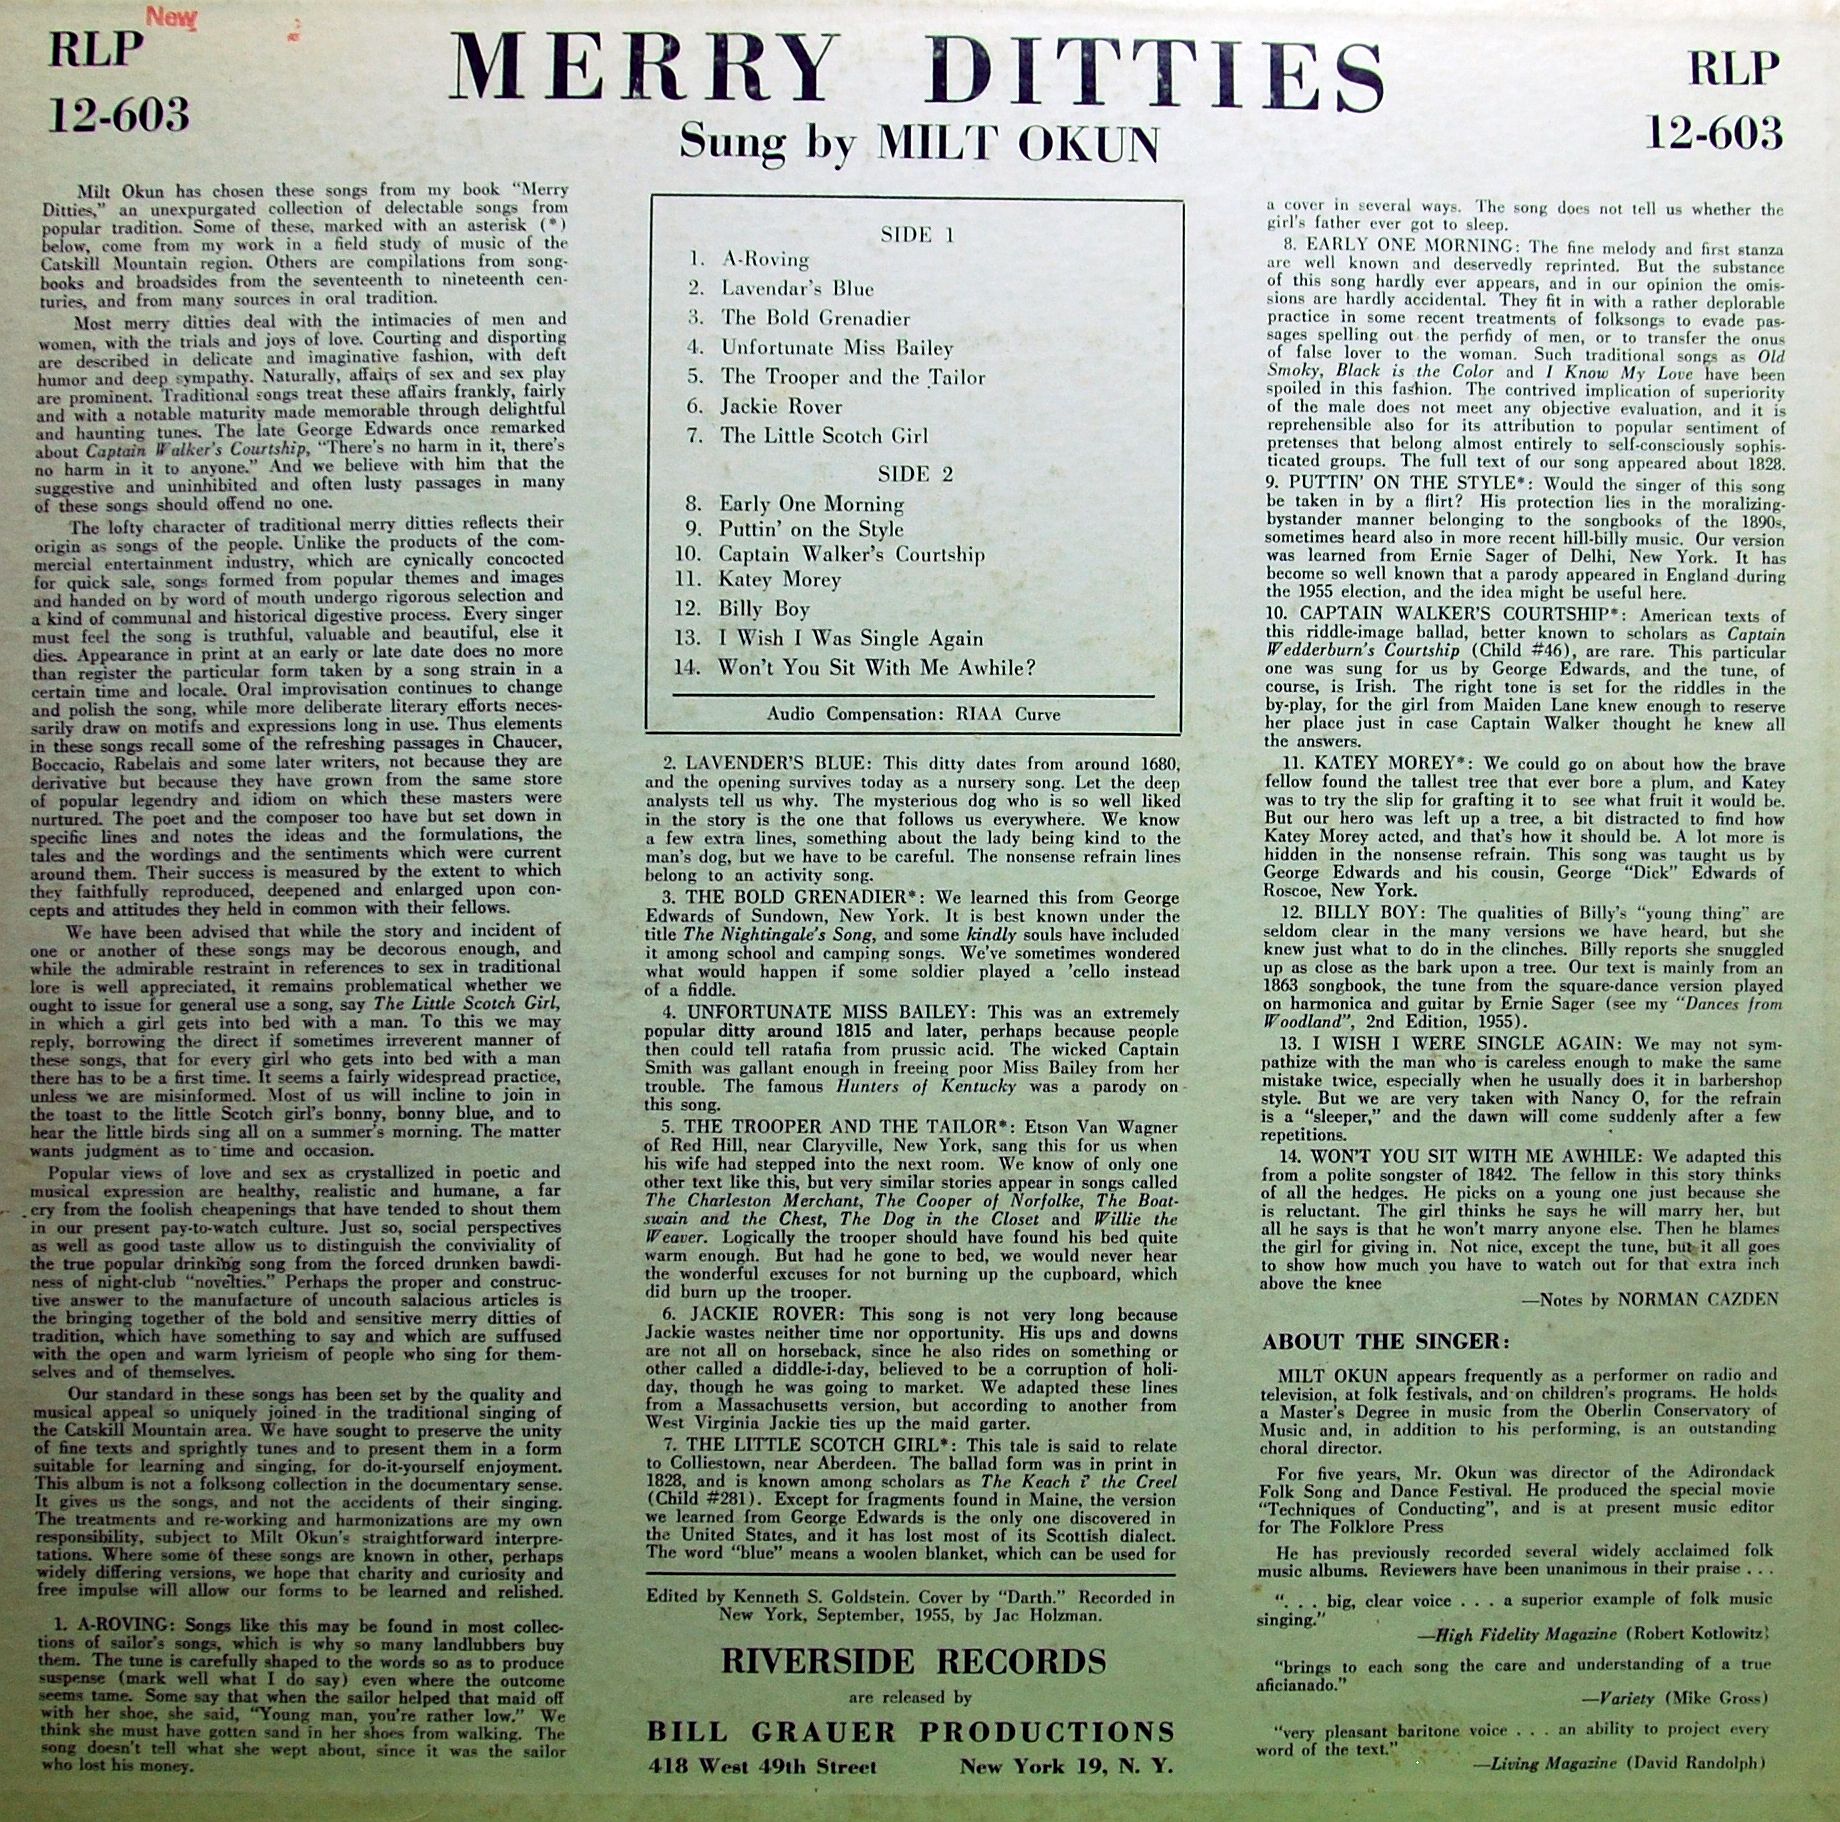 New
RLP
12-603
MERRY DITTIES
Sung by MILT OKUN
RLP
12-603
Milt Okun has chosen these songs from my book "Merry
Ditties," an unexpurgated collection of delectable songs from
popular tradition. Some of these, marked with an asterisk (*)
below, come from my work in a field study of music of the
Catskill Mountain region. Others are compilations from song-
books and broadsides from the seventeenth to nineteenth cen-
turies, and from many sources in oral tradition.
Most merry ditties deal with the intimacies of men and
women, with the trials and joys of love. Courting and disporting
are described in delicate and imaginative fashion, with deft
humor and deep sympathy. Naturally, affairs of sex and sex play
are prominent. Traditional songs treat these affairs frankly, fairly
and with a notable maturity made memorable through delightful
and haunting tunes. The late George Edwards once remarked
about Captain Walker's Courtship, "There's no harm in it, there's
no harm in it to anyone." And we believe with him that the
suggestive and uninhibited and often lusty passages in many
of these songs should offend no one.
The lofty character of traditional merry ditties reflects their
origin as songs of the people. Unlike the products of the com-
mercial entertainment industry, which are cynically concocted
for quick sale, songs formed from popular themes and images
and handed on by word of mouth undergo rigorous selection and
a kind of communal and historical digestive process. Every singer
must feel the song is truthful, valuable and beautiful, else it
dies. Appearance in print at an early or late date does no more
than register the particular form taken by a song strain in a
certain time and locale. Oral improvisation continues to change
and polish the song, while more deliberate literary efforts neces-
sarily draw on motifs and expressions long in use. Thus elements
in these songs recall some of the refreshing passages in Chaucer,
Boccacio, Rabelais and some later writers, not because they are
derivative but because they have grown from the same store
of popular legendry and idiom on which these masters were
nurtured. The poet and the composer too have but set down in
specific lines and notes the ideas and the formulations, the
tales and the wordings and the sentiments which were current
around them. Their success is measured by the extent to which
they faithfully reproduced, deepened and enlarged upon con-
cepts and attitudes they held in common with their fellows.
We have been advised that while the story and incident of
one or another of these songs may be decorous enough, and
while the admirable restraint in references to sex in traditional
lore is well appreciated, it remains problematical whether we
ought to issue for general use a song, say The Little Scotch Girl,
in which a girl gets into bed with a man. To this we may
reply, borrowing the direct if sometimes irreverent manner of
these songs, that for every girl who gets into bed with a man
there has to be a first time. It seems a fairly widespread practice,
unless we are misinformed. Most of us will incline to join in
the toast to the little Scotch girl's bonny, bonny blue, and to
hear the little birds sing all on a summer's morning. The matter
wants judgment as to time and occasion.
Popular views of love and sex as crystallized in poetic and
musical expression are healthy, realistic and humane, a far
cry from the foolish cheapenings that have tended to shout them
in our present pay-to-watch culture. Just so, social perspectives
as well as good taste allow us to distinguish the conviviality of
the true popular drinking song from the forced drunken bawdi-
ness of night-club "novelties." Perhaps the proper and construc-
tive answer to the manufacture of uncouth salacious articles is
the bringing together of the bold and sensitive merry ditties of
tradition, which have something to say and which are suffused
with the open and warm lyricism of people who sing for them-
selves and of themselves.
Our standard in these songs has been set by the quality and
musical appeal so uniquely joined in the traditional singing of
the Catskill Mountain area. We have sought to preserve the unity
of fine texts and sprightly tunes and to present them in a form
suitable for learning and singing, for do-it-yourself enjoyment.
This album is not a folksong collection in the documentary sense.
It gives us the songs, and not the accidents of their singing.
The treatments and re-working and harmonizations are my own
responsibility, subject to Milt Okun's straightforward interpre-
tations. Where some of these songs are known in other, perhaps
widely differing versions, we hope that charity and curiosity and
free impulse will allow our forms to be learned and relished.
1. A-ROVING: Songs like this may be found in most collec-
tions of sailor's songs, which is why so many landlubbers buy
them. The tune is carefully shaped to the words so as to produce
suspense (mark well what I do say) even where the outcome
seems tame. Some say that when the sailor helped that maid off
with her shoe, she said, "Young man, you're rather low." We
think she must have gotten sand in her shoes from walking. The
song doesn't tell what she wept about, since it was the sailor
who lost his money.
SIDE 1
1. A-Roving
2. Lavendar's Blue
3. The Bold Grenadier
4. Unfortunate Miss Bailey
5. The Trooper and the Tailor
6. Jackie Rover
7. The Little Scotch Girl
SIDE 2
8. Early One Morning
9. Puttin' on the Style
10. Captain Walker's Courtship
11. Katey Morey
12. Billy Boy
13. I Wish I Was Single Again
14. Won't You Sit With Me Awhile?
Audio Compensation: RIAA Curve
2. LAVENDER'S BLUE: This ditty dates from around 1680,
and the opening survives today as a nursery song. Let the deep
analysts tell us why. The mysterious dog who is so well liked
in the story is the one that follows us everywhere. We know
a few extra lines, something about the lady being kind to the
man's dog, but we have to be careful. The nonsense refrain lines
belong to an activity song.
3. THE BOLD GRENADIER*: We learned this from George
Edwards of Sundown, New York. It is best known under the
title The Nightingale's Song, and some kindly souls have included
it among school and camping songs. We've sometimes wondered
what would happen if some soldier played a 'cello instead
of a fiddle.
4. UNFORTUNATE MISS BAILEY: This was an extremely
popular ditty around 1815 and later, perhaps because people
then could tell ratafia from prussic acid. The wicked Captain
Smith was gallant enough in freeing poor Miss Bailey from her
trouble. The famous Hunters of Kentucky was a parody on
this song.
5. THE TROOPER AND THE TAILOR*: Etson Van Wagner
of Red Hill, near Claryville, New York, sang this for us when
his wife had stepped into the next room. We know of only one
other text like this, but very similar stories appear in songs called
The Charleston Merchant, The Cooper of Norfolke, The Boat-
swain and the Chest, The Dog in the Closet and Willie the
Weaver. Logically the trooper should have found his bed quite
warm enough. But had he gone to bed, we would never hear
the wonderful excuses for not burning up the cupboard, which
did burn up the trooper.
6. JACKIE ROVER: This song is not very long because
Jackie wastes neither time nor opportunity. His ups and downs
are not all on horseback, since he also rides on something or
other called a diddle-i-day, believed to be a corruption of holi-
day, though he was going to market. We adapted these lines
from a Massachusetts version, but according to another from
West Virginia Jackie ties up the maid garter.
7. THE LITTLE SCOTCH GIRL*: This tale is said to relate
to Colliestown, near Aberdeen. The ballad form was in print in
1828, and is known among scholars as The Keach i' the Creel
(Child #281). Except for fragments found in Maine, the version
we learned from George Edwards is the only one discovered in
the United States, and it has lost most of its Scottish dialect.
The word "blue" means a woolen blanket, which can be used for
Edited by Kenneth S. Goldstein. Cover by "Darth." Recorded in
New York, September, 1955, by Jac Holzman.
RIVERSIDE RECORDS
are released by
BILL GRAUER PRODUCTIONS
418 West 49th Street New York 19, N. Y.
a cover in several ways. The song does not tell us whether the
girl's father ever got to sleep.
8. EARLY ONE MORNING: The fine melody and first stanza
are well known and deservedly reprinted. But the substance
of this song hardly ever appears, and in our opinion the omis-
sions are hardly accidental. They fit in with a rather deplorable
practice in some recent treatments of folksongs to evade pas-
sages spelling out the perfidy of men, or to transfer the onus
of false lover to the woman. Such traditional songs as Old
Smoky, Black is the Color and I Know My Love have been
spoiled in this fashion. The contrived implication of superiority
of the male does not meet any objective evaluation, and it is
reprehensible also for its attribution to popular sentiment of
pretenses that belong almost entirely to self-consciously sophis-
ticated groups. The full text of our song appeared about 1828.
9. PUTTIN' ON THE STYLE*: Would the singer of this song
be taken in by a flirt? His protection lies in the moralizing-
bystander manner belonging to the songbooks of the 1890s,
sometimes heard also in more recent hill-billy music. Our version
was learned from Ernie Sager of Delhi, New York. It has
become so well known that a parody appeared in England during
the 1955 election, and the idea might be useful here.
10. CAPTAIN WALKER'S COURTSHIP*: American texts of
this riddle-image ballad, better known to scholars as Captain
Wedderburn's Courtship (Child #46), are rare. This particular
one was sung for us by George Edwards, and the tune, of
course, is Irish. The right tone is set for the riddles in the
by-play, for the girl from Maiden Lane knew enough to reserve
her place just in case Captain Walker thought he knew all
the answers.
11. KATEY MOREY*: We could go on about how the brave
fellow found the tallest tree that ever bore a plum, and Katey
was to try the slip for grafting it to see what fruit it would be.
But our hero was left up a tree, a bit distracted to find how
Katey Morey acted, and that's how it should be. A lot more is
hidden in the nonsense refrain. This song was taught us by
George Edwards and his cousin, George "Dick" Edwards of
Roscoe, New York.
12. BILLY BOY: The qualities of Billy's "young thing" are
seldom clear in the many versions we have heard, but she
knew just what to do in the clinches. Billy reports she snuggled
up as close as the bark upon a tree. Our text is mainly from an
1863 songbook, the tune from the square-dance version played
on harmonica and guitar by Ernie Sager (see my "Dances from
Woodland", 2nd Edition, 1955).
13. I WISH I WERE SINGLE AGAIN: We may not sym-
pathize with the man who is careless enough to make the same
mistake twice, especially when he usually does it in barbershop
style. But we are very taken with Nancy O, for the refrain
is a "sleeper," and the dawn will come suddenly after a few
repetitions.
14. WON'T YOU SIT WITH ME AWHILE: We adapted this
from a polite songster of 1842. The fellow in this story thinks
of all the hedges. He picks on a young one just because she
is reluctant. The girl thinks he says he will marry her, but
all he says is that he won't marry anyone else. Then he blames
the girl for giving in. Not nice, except the tune, but it all goes
to show how much you have to watch out for that extra inch
above the knee
—Notes by NORMAN CAZDEN
ABOUT THE SINGER:
MILT OKUN appears frequently as a performer on radio and
television, at folk festivals, and on children's programs. He holds
a Master's Degree in music from the Oberlin Conservatory of
Music and, in addition to his performing, is an outstanding
choral director.
For five years, Mr. Okun was director of the Adirondack
Folk Song and Dance Festival. He produced the special movie
"Techniques of Conducting", and is at present music editor
for The Folklore Press
He has previously recorded several widely acclaimed folk
music albums. Reviewers have been unanimous in their praise . . .
". . . big, clear voice . . . a superior example of folk music
singing."
—High Fidelity Magazine (Robert Kotlowitz)
"brings to each song the care and understanding of a true
aficianado."
—Variety (Mike Gross)
"very pleasant baritone voice . . . an ability to project every
word of the text."
—Living Magazine (David Randolph)